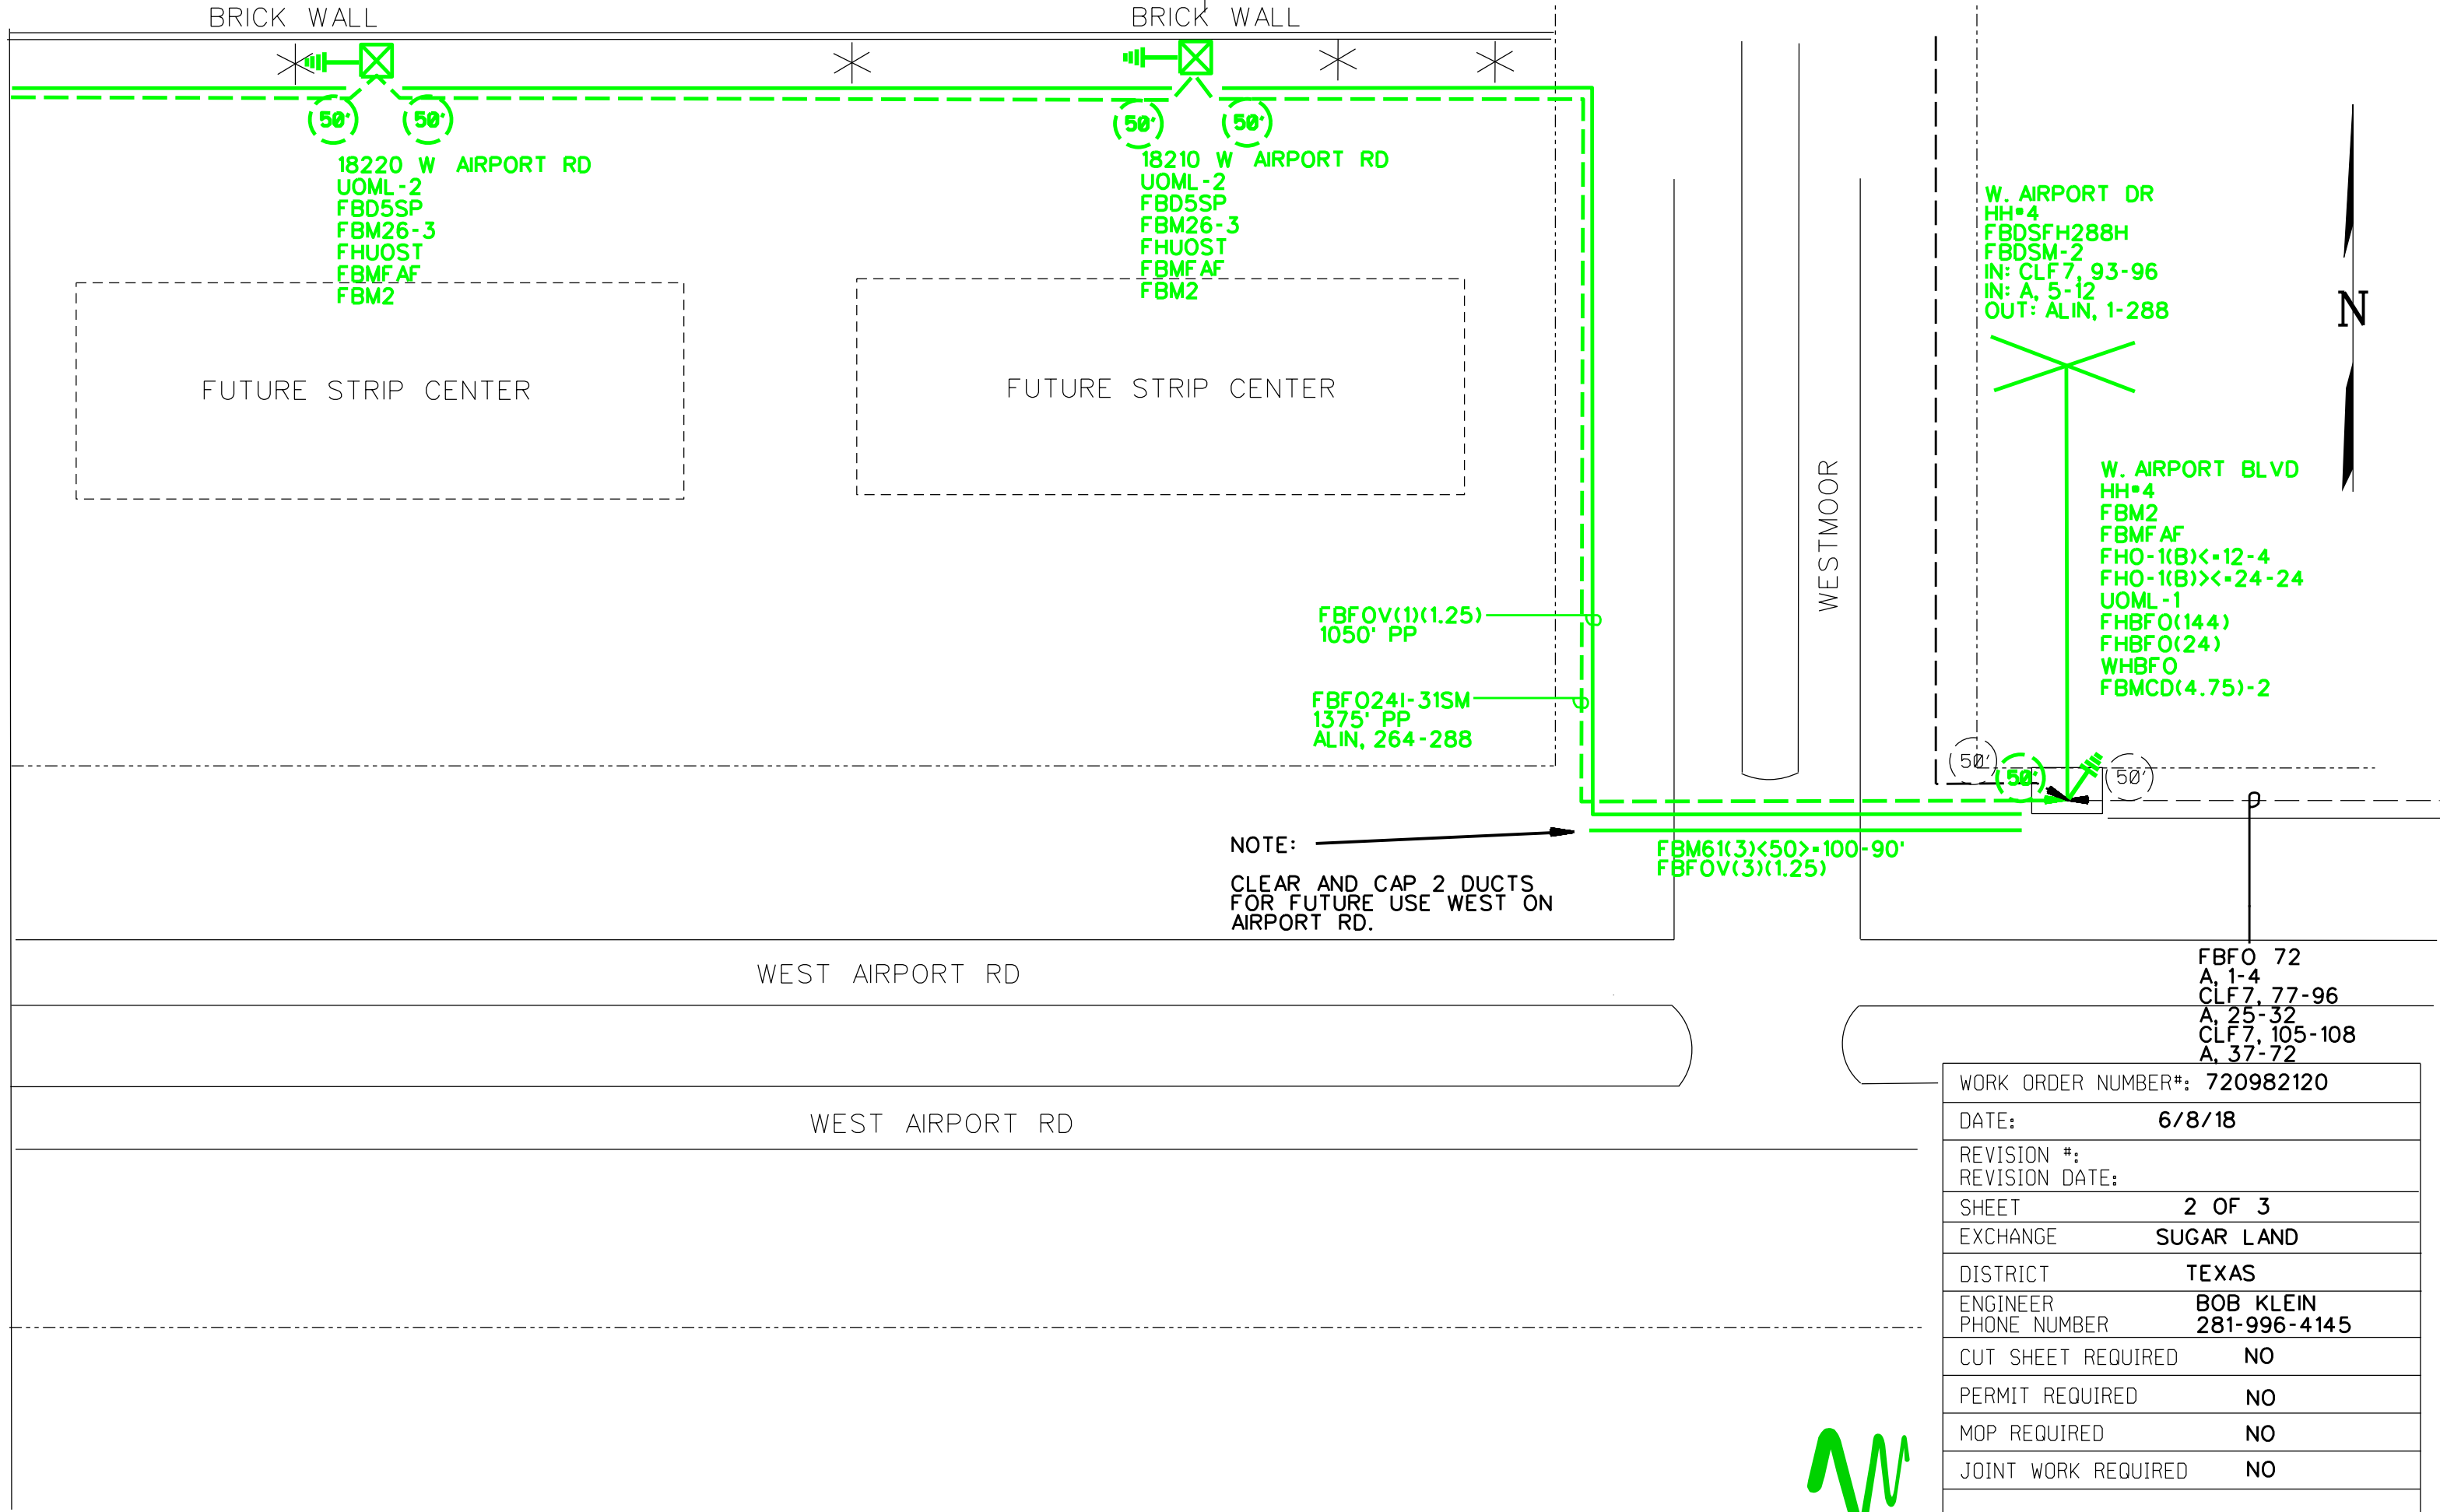 BRICK WALL
BRICK WALL
50'
50'
50'
50'
18220 W AIRPORT RD
UOML-2
FBD5SP
FBM26-3
FHUOST
FBMFAF
FBM2
18210 W AIRPORT RD
UOML-2
FBD5SP
FBM26-3
FHUOST
FBMFAF
FBM2
W. AIRPORT DR
HH=4
FBDSFH288H
FBDSM-2
IN: CLF7, 93-96
IN: A, 5-12
OUT: ALIN, 1-288
N
FUTURE STRIP CENTER
FUTURE STRIP CENTER
WESTMOOR
W. AIRPORT BLVD
HH=4
FBM2
FBMFAF
FHO-1(B)<=12-4
FHO-1(B)><=24-24
UOML-1
FHBFO(144)
FHBFO(24)
WHBFO
FBMCD(4.75)-2
FBFOV(1)(1.25)
1050' PP
FBFO24I-31SM
1375' PP
ALIN, 264-288
50'
50'
50'
NOTE:
CLEAR AND CAP 2 DUCTS
FOR FUTURE USE WEST ON
AIRPORT RD.
FBM61(3)<50>=100-90'
FBFOV(3)(1.25)
WEST AIRPORT RD
FBFO 72
A, 1-4
CLF7, 77-96
A, 25-32
CLF7, 105-108
A, 37-72
WEST AIRPORT RD
WORK ORDER NUMBER#: 720982120
DATE: 6/8/18
REVISION #:
REVISION DATE:
SHEET 2 OF 3
EXCHANGE SUGAR LAND
DISTRICT TEXAS
ENGINEER BOB KLEIN
PHONE NUMBER 281-996-4145
CUT SHEET REQUIRED NO
PERMIT REQUIRED NO
MOP REQUIRED NO
JOINT WORK REQUIRED NO